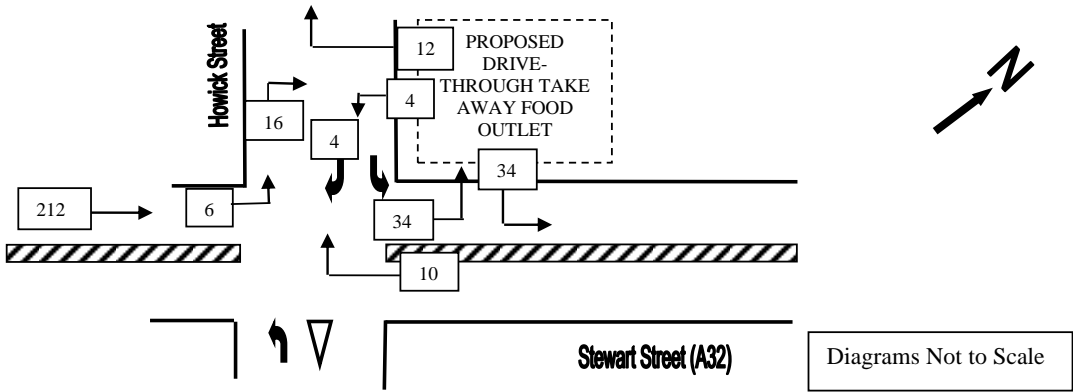 Howick Street
12
PROPOSED
DRIVE-
THROUGH TAKE
AWAY FOOD
OUTLET
N
16
4
4
34
212
6
34
10
Stewart Street (A32)
Diagrams Not to Scale